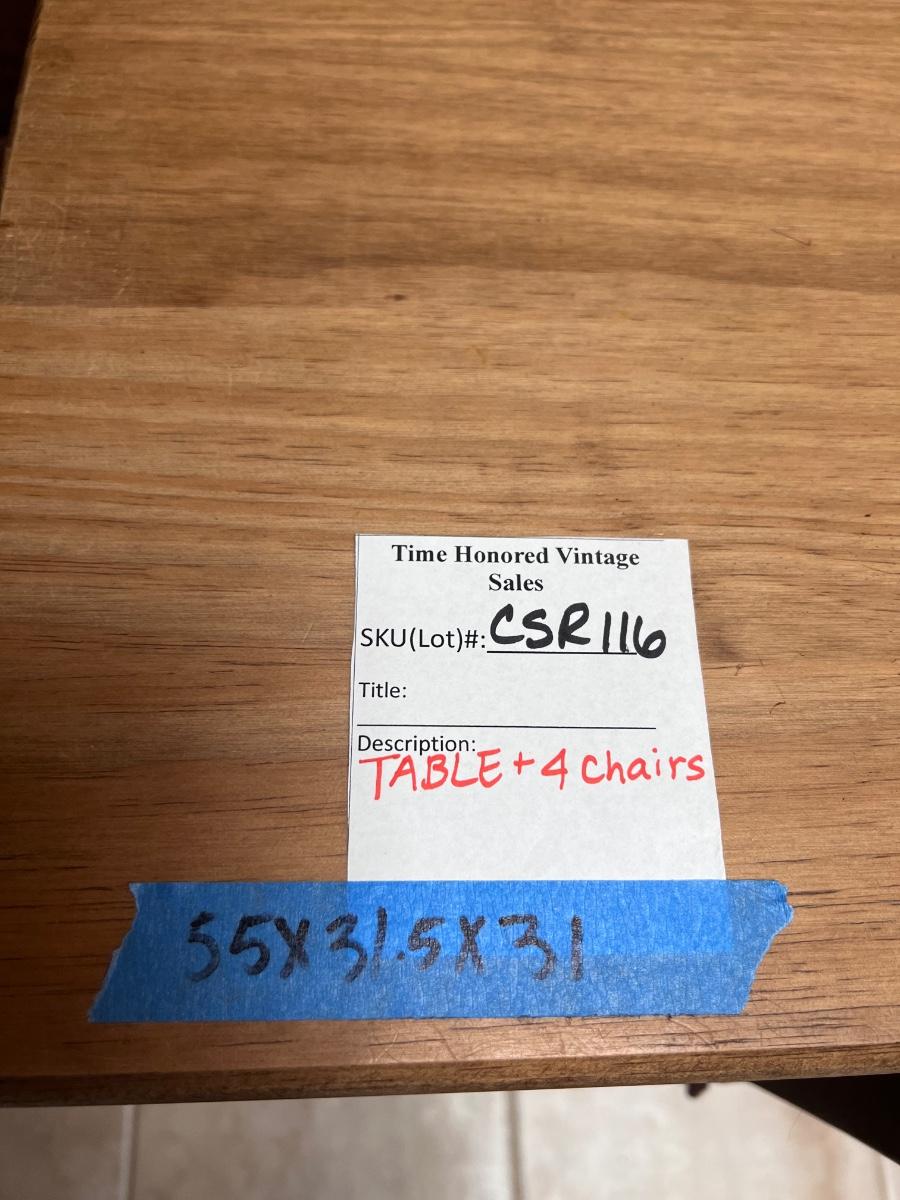 Time Honored Vintage
Sales
SKU(Lot)#: CSR116
Title:
Description:
TABLE + 4 Chairs
55X31.5X31